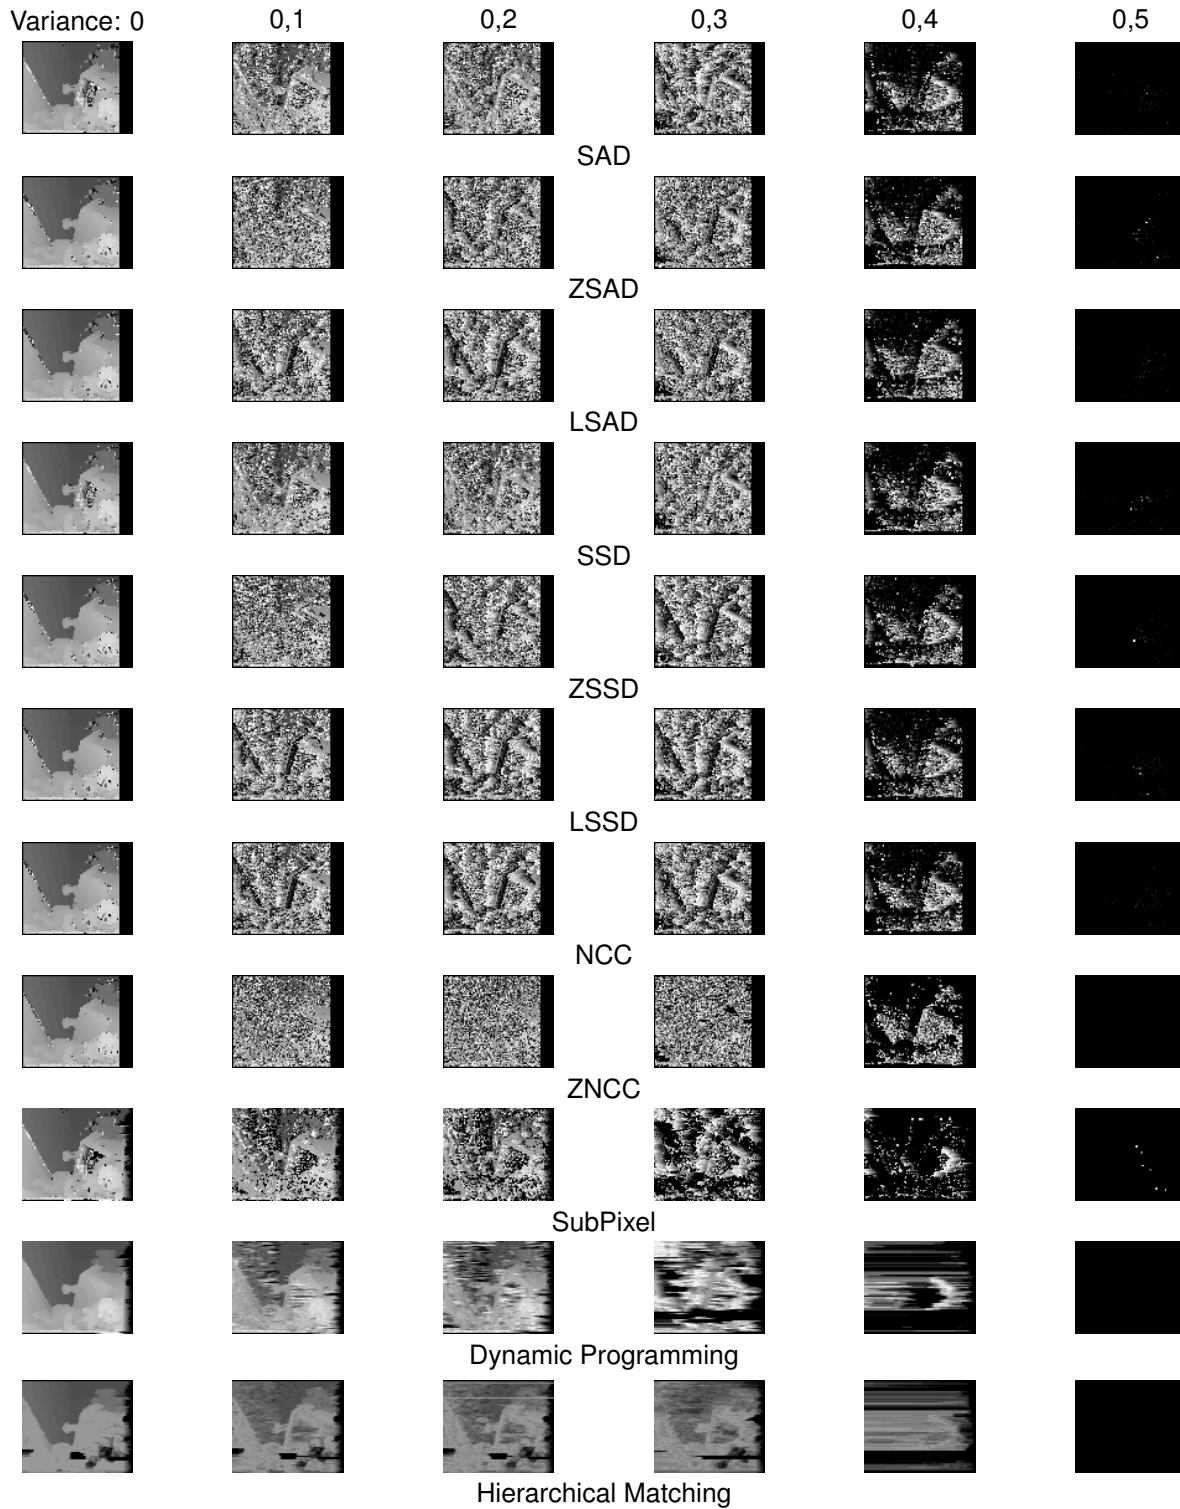 Variance: 0 0,1 0,2 0,3 0,4 0,5
SAD
ZSAD
LSAD
SSD
ZSSD
LSSD
NCC
ZNCC
SubPixel
Dynamic Programming
Hierarchical Matching